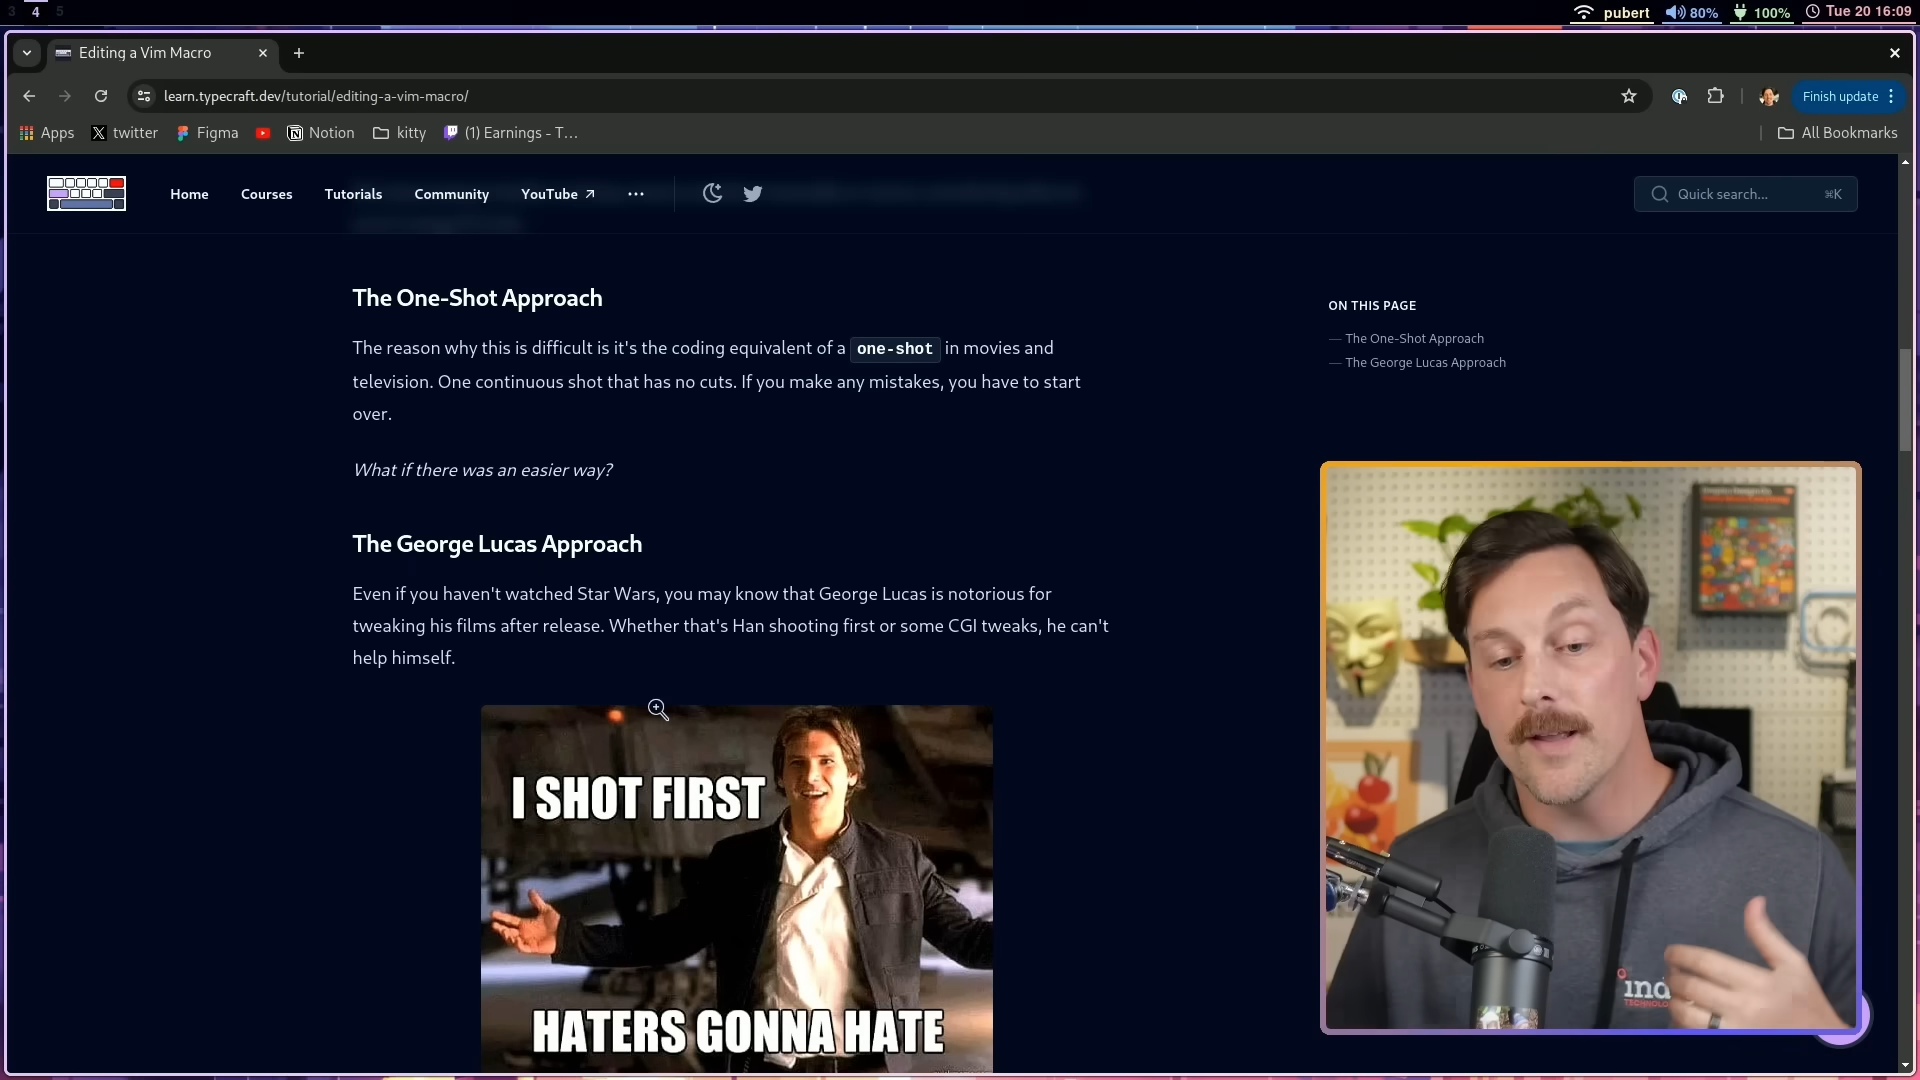 3 4 5 pubert 80% 100% Tue 20 16:09
Editing a Vim Macro
learn.typecraft.dev/tutorial/editing-a-vim-macro/ Finish update
Apps twitter Figma Notion kitty (1) Earnings - T… All Bookmarks
Home Courses Tutorials Community YouTube Quick search... ⌘K
The One-Shot Approach
The reason why this is difficult is it's the coding equivalent of a one-shot in movies and
television. One continuous shot that has no cuts. If you make any mistakes, you have to start
over.
What if there was an easier way?
The George Lucas Approach
Even if you haven't watched Star Wars, you may know that George Lucas is notorious for
tweaking his films after release. Whether that's Han shooting first or some CGI tweaks, he can't
help himself.
I SHOT FIRST
HATERS GONNA HATE
ON THIS PAGE
— The One-Shot Approach
— The George Lucas Approach
ind